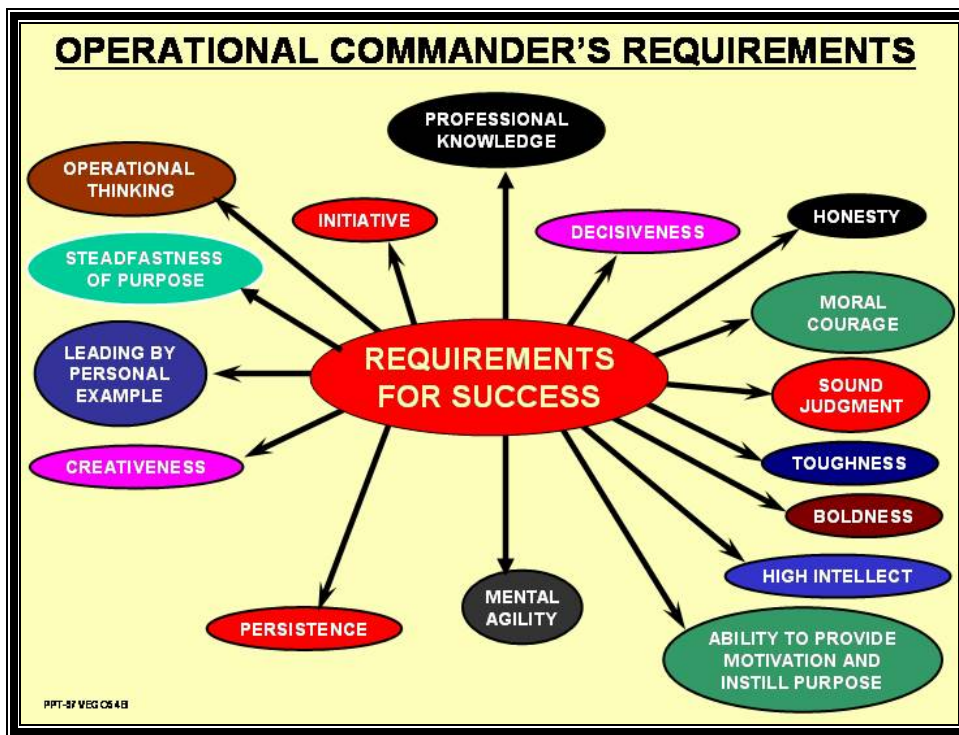 OPERATIONAL COMMANDER'S REQUIREMENTS
PROFESSIONAL
KNOWLEDGE
OPERATIONAL
THINKING
INITIATIVE
DECISIVENESS
HONESTY
STEADFASTNESS
OF PURPOSE
MORAL
COURAGE
LEADING BY
PERSONAL
EXAMPLE
REQUIREMENTS
FOR SUCCESS
SOUND
JUDGMENT
CREATIVENESS
TOUGHNESS
BOLDNESS
HIGH INTELLECT
MENTAL
AGILITY
PERSISTENCE
ABILITY TO PROVIDE
MOTIVATION AND
INSTILL PURPOSE